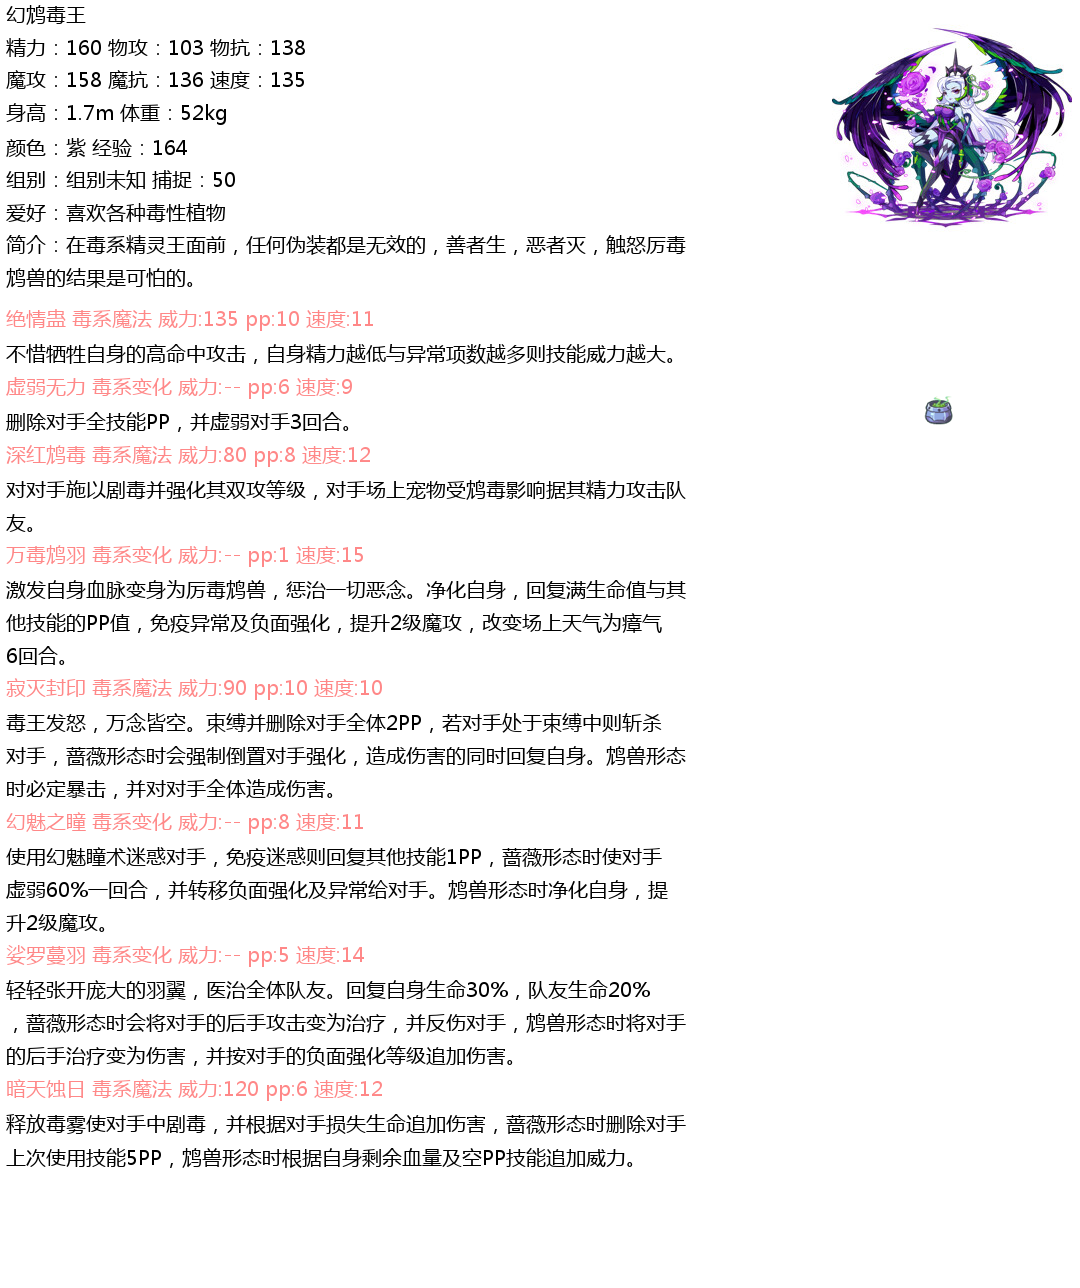 幻鸩毒王
精力：160 物攻：103 物抗：138
魔攻：158 魔抗：136 速度：135
身高：1.7m 体重：52kg
颜色：紫 经验：164
组别：组别未知 捕捉：50
爱好：喜欢各种毒性植物
简介：在毒系精灵王面前，任何伪装都是无效的，善者生，恶者灭，触怒厉毒
鸩兽的结果是可怕的。
绝情蛊 毒系魔法 威力:135 pp:10 速度:11
不惜牺牲自身的高命中攻击，自身精力越低与异常项数越多则技能威力越大。
虚弱无力 毒系变化 威力:-- pp:6 速度:9
删除对手全技能PP，并虚弱对手3回合。
深红鸩毒 毒系魔法 威力:80 pp:8 速度:12
对对手施以剧毒并强化其双攻等级，对手场上宠物受鸩毒影响据其精力攻击队
友。
万毒鸩羽 毒系变化 威力:-- pp:1 速度:15
激发自身血脉变身为厉毒鸩兽，惩治一切恶念。净化自身，回复满生命值与其
他技能的PP值，免疫异常及负面强化，提升2级魔攻，改变场上天气为瘴气
6回合。
寂灭封印 毒系魔法 威力:90 pp:10 速度:10
毒王发怒，万念皆空。束缚并删除对手全体2PP，若对手处于束缚中则斩杀
对手，蔷薇形态时会强制倒置对手强化，造成伤害的同时回复自身。鸩兽形态
时必定暴击，并对对手全体造成伤害。
幻魅之瞳 毒系变化 威力:-- pp:8 速度:11
使用幻魅瞳术迷惑对手，免疫迷惑则回复其他技能1PP，蔷薇形态时使对手
虚弱60%一回合，并转移负面强化及异常给对手。鸩兽形态时净化自身，提
升2级魔攻。
娑罗蔓羽 毒系变化 威力:-- pp:5 速度:14
轻轻张开庞大的羽翼，医治全体队友。回复自身生命30%，队友生命20%
，蔷薇形态时会将对手的后手攻击变为治疗，并反伤对手，鸩兽形态时将对手
的后手治疗变为伤害，并按对手的负面强化等级追加伤害。
暗天蚀日 毒系魔法 威力:120 pp:6 速度:12
释放毒雾使对手中剧毒，并根据对手损失生命追加伤害，蔷薇形态时删除对手
上次使用技能5PP，鸩兽形态时根据自身剩余血量及空PP技能追加威力。